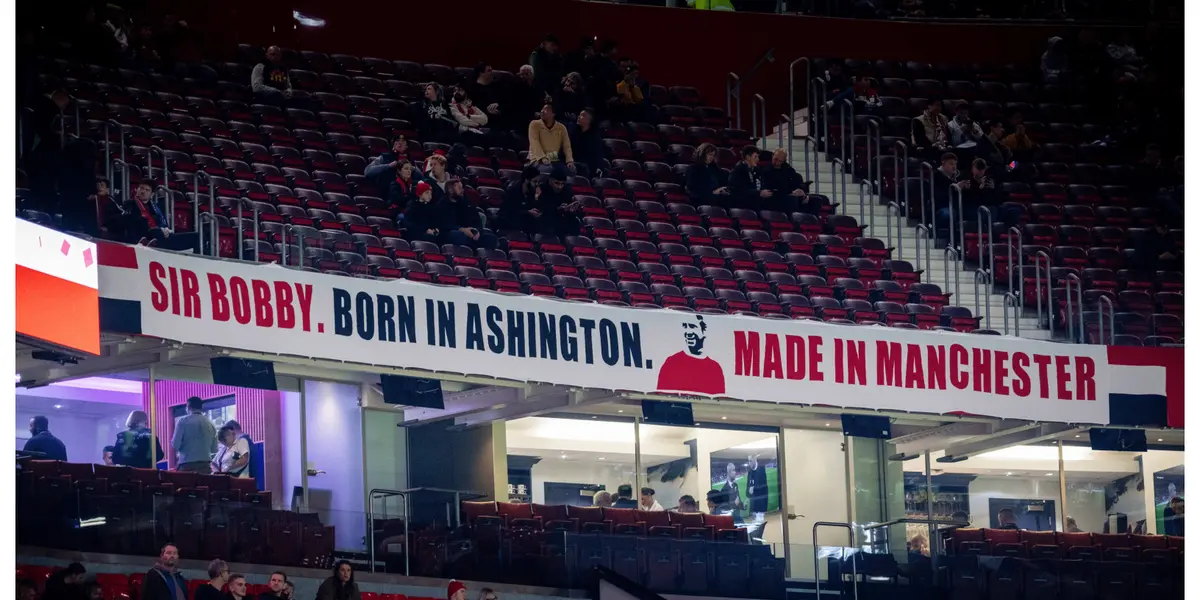 SIR BOBBY. BORN IN ASHINGTON. MADE IN MANCHESTER